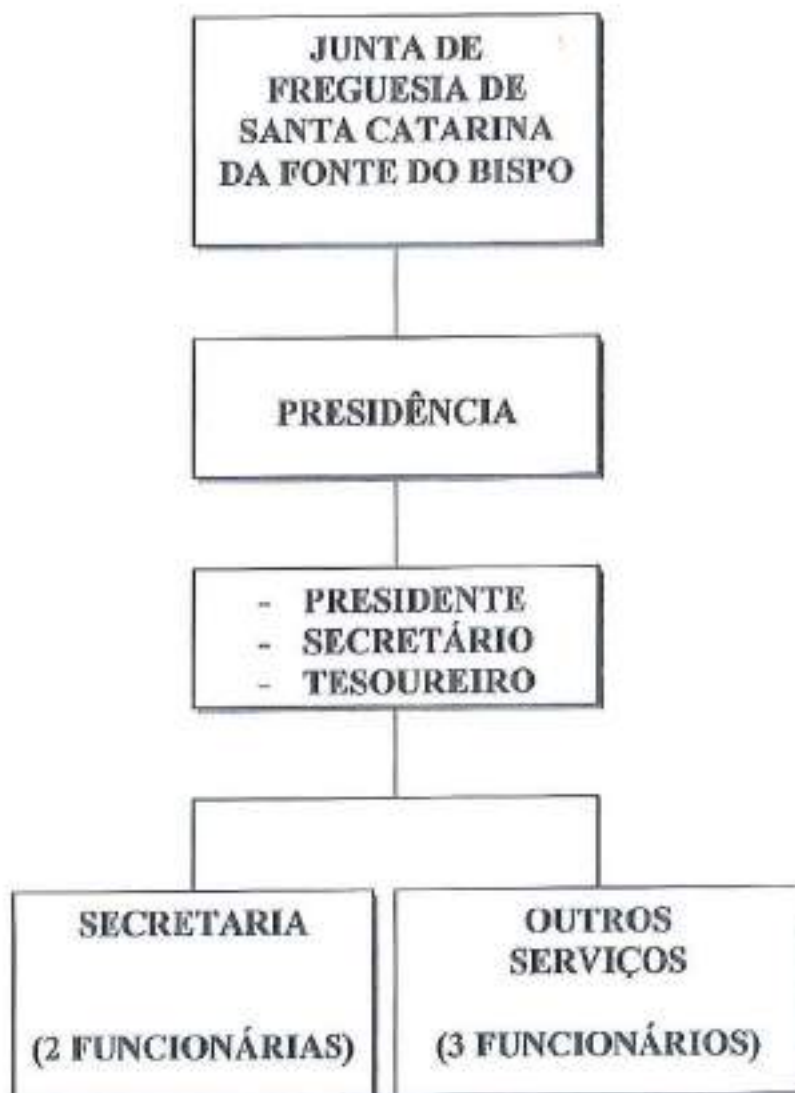 JUNTA DE
FREGUESIA DE
SANTA CATARINA
DA FONTE DO BISPO
PRESIDÊNCIA
- PRESIDENTE
- SECRETÁRIO
- TESOUREIRO
SECRETARIA
(2 FUNCIONÁRIAS)
OUTROS
SERVIÇOS
(3 FUNCIONÁRIOS)